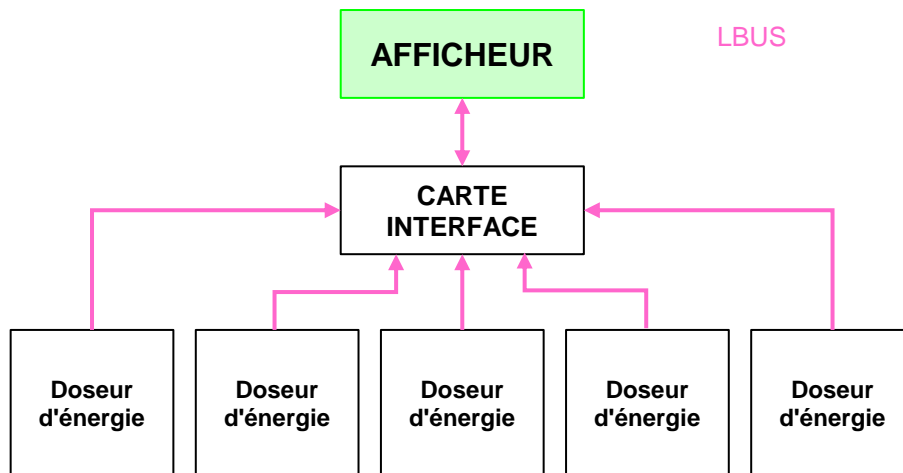 LBUS
AFFICHEUR
CARTE
INTERFACE
Doseur
d'énergie
Doseur
d'énergie
Doseur
d'énergie
Doseur
d'énergie
Doseur
d'énergie